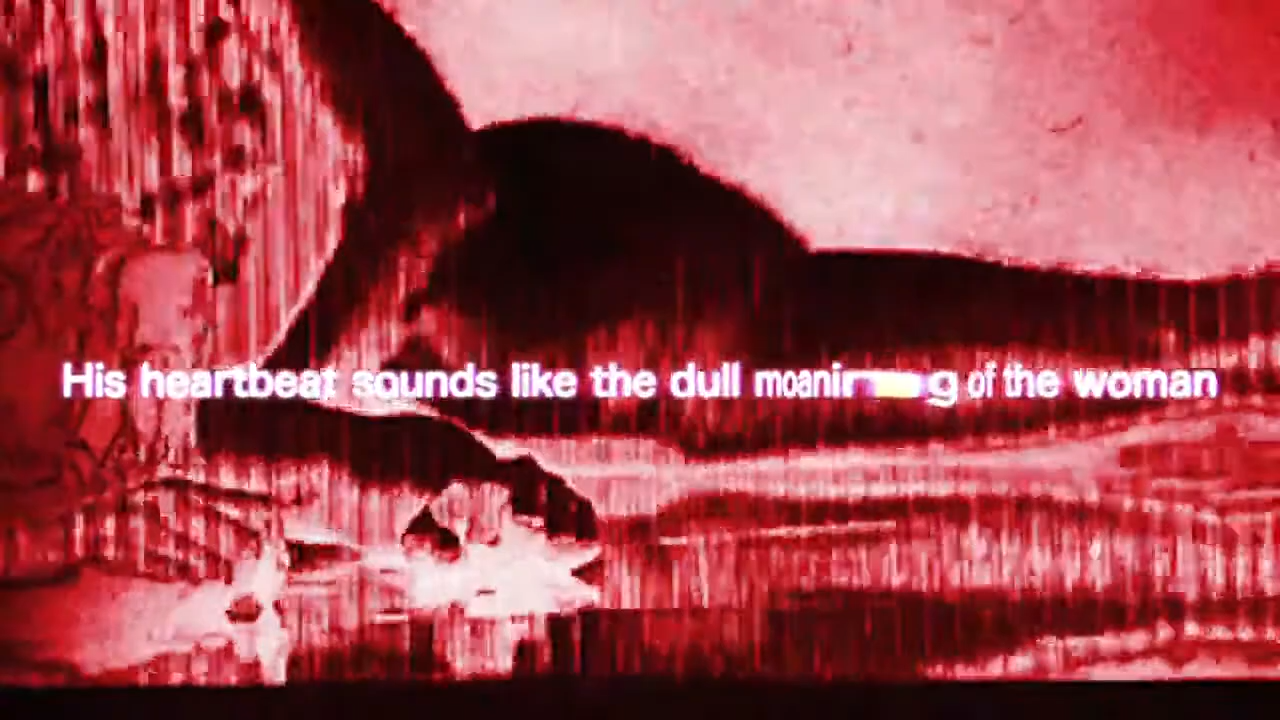 His heartbeat sounds like the dull moaning of the woman